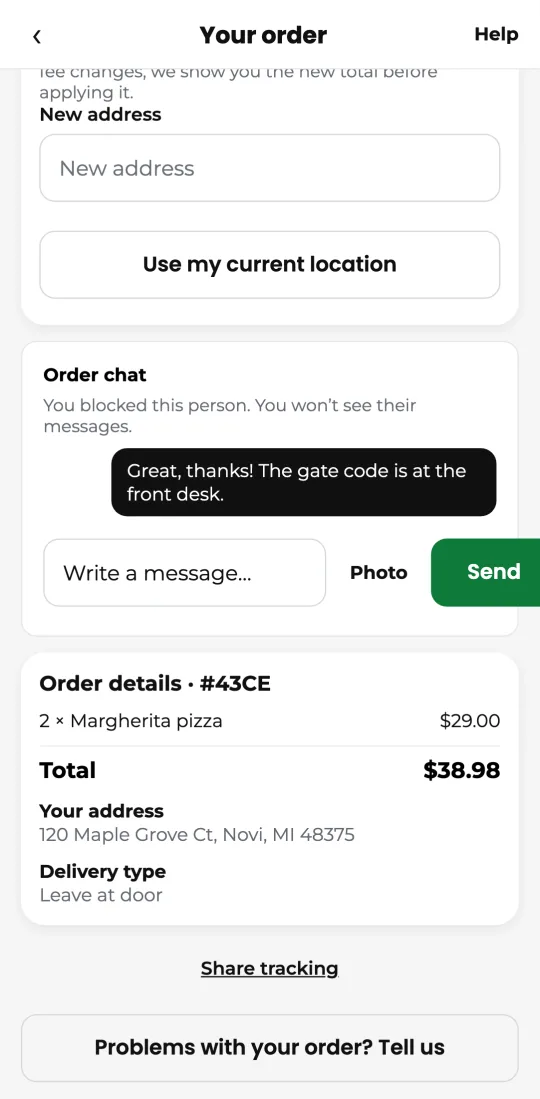 ‹
Your order
Help
fee changes, we show you the new total before
applying it.
New address
New address
Use my current location
Order chat
You blocked this person. You won’t see their
messages.
Great, thanks! The gate code is at the
front desk.
Write a message...
Photo
Send
Order details · #43CE
2 × Margherita pizza
$29.00
Total
$38.98
Your address
120 Maple Grove Ct, Novi, MI 48375
Delivery type
Leave at door
Share tracking
Problems with your order? Tell us